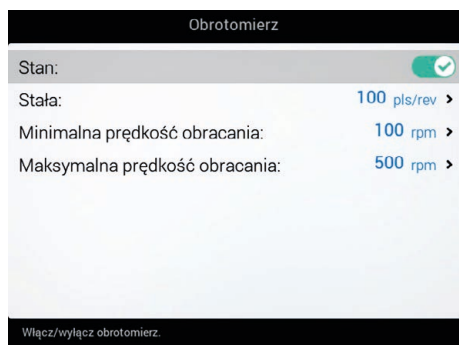 Obrotomierz
Stan:
Stała: 100 pls/rev >
Minimalna prędkość obracania: 100 rpm >
Maksymalna prędkość obracania: 500 rpm >
Włącz/wyłącz obrotomierz.